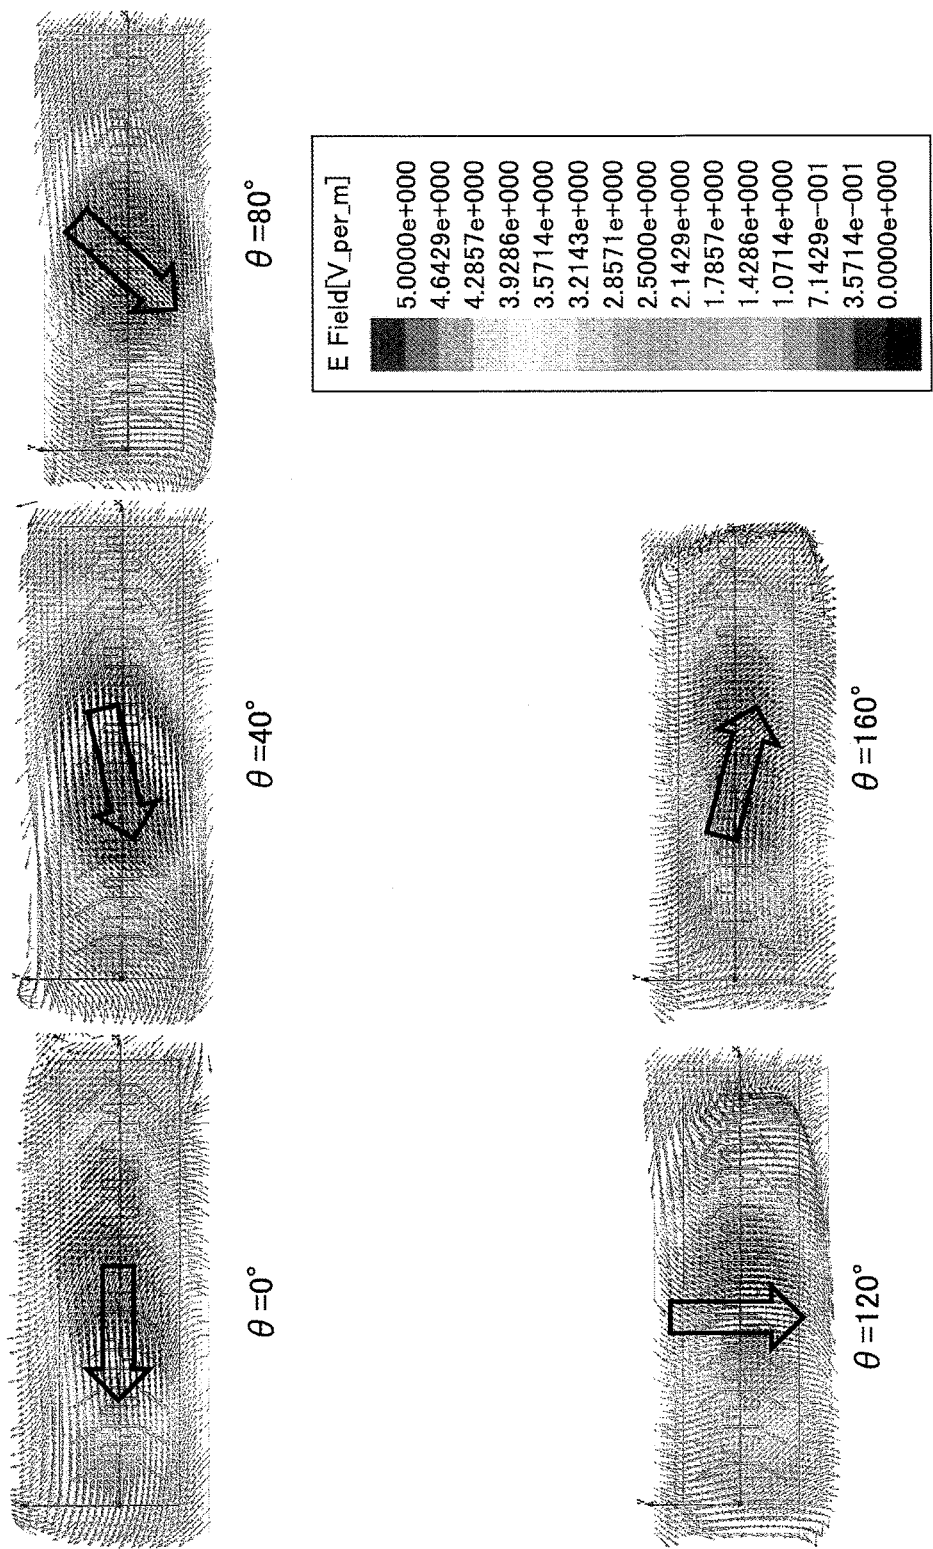 θ=0°
θ=40°
θ=80°
θ=120°
θ=160°
E Field[V_per_m]
5.0000e+000
4.6429e+000
4.2857e+000
3.9286e+000
3.5714e+000
3.2143e+000
2.8571e+000
2.5000e+000
2.1429e+000
1.7857e+000
1.4286e+000
1.0714e+000
7.1429e-001
3.5714e-001
0.0000e+000